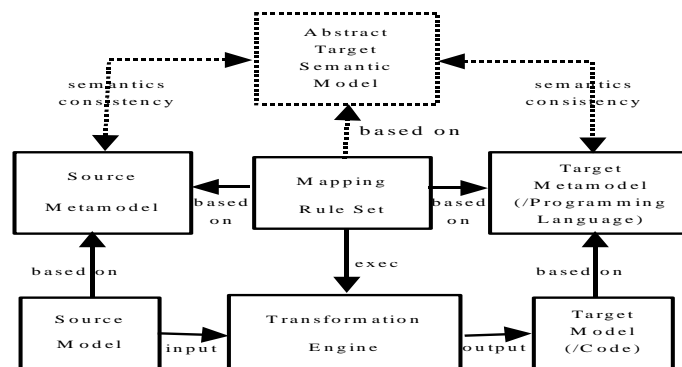 Abstract
Target
Semantic
Model
semantics
consistency
semantics
consistency
based on
Source
Metamodel
based
on
Mapping
Rule Set
based
on
Target
Metamodel
(/Programming
Language)
based on
exec
based on
Source
Model
input
Transformation
Engine
output
Target
Model
(/Code)